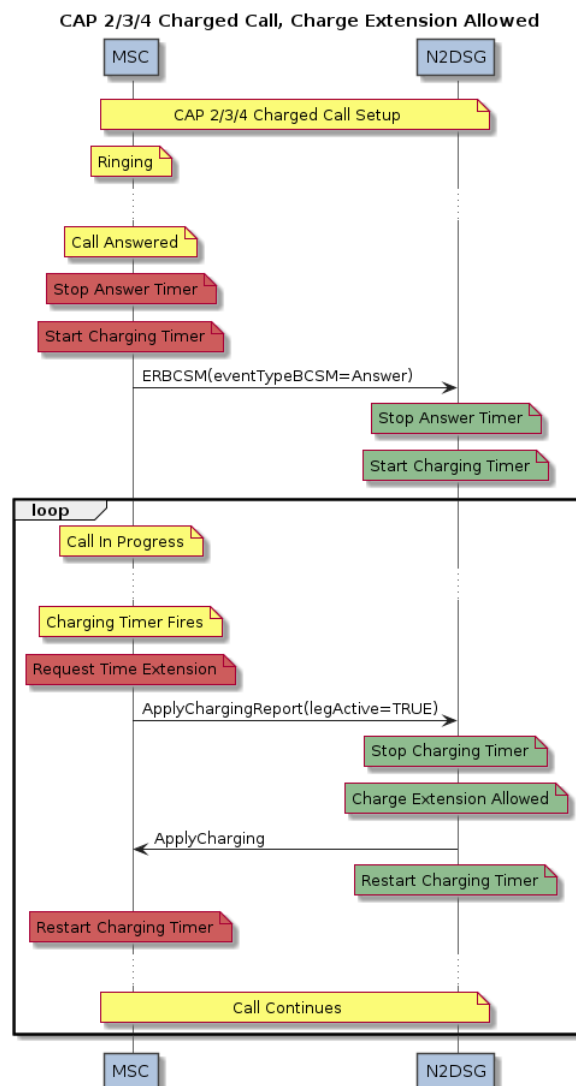 CAP 2/3/4 Charged Call, Charge Extension Allowed
MSC
N2DSG
CAP 2/3/4 Charged Call Setup
Ringing
Call Answered
Stop Answer Timer
Start Charging Timer
ERBCSM(eventTypeBCSM=Answer)
Stop Answer Timer
Start Charging Timer
loop
Call In Progress
Charging Timer Fires
Request Time Extension
ApplyChargingReport(legActive=TRUE)
Stop Charging Timer
Charge Extension Allowed
ApplyCharging
Restart Charging Timer
Restart Charging Timer
Call Continues
MSC
N2DSG